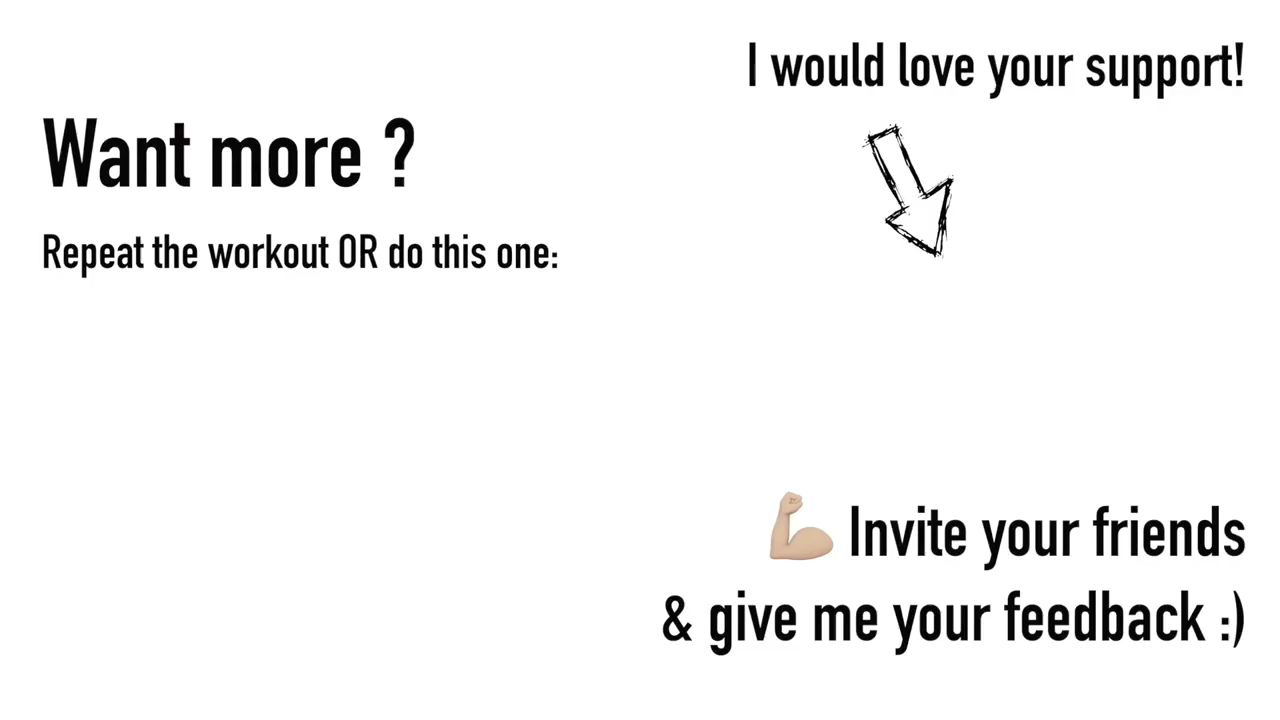 I would love your support!
Want more ?
Repeat the workout OR do this one:
💪🏼 Invite your friends
& give me your feedback :)